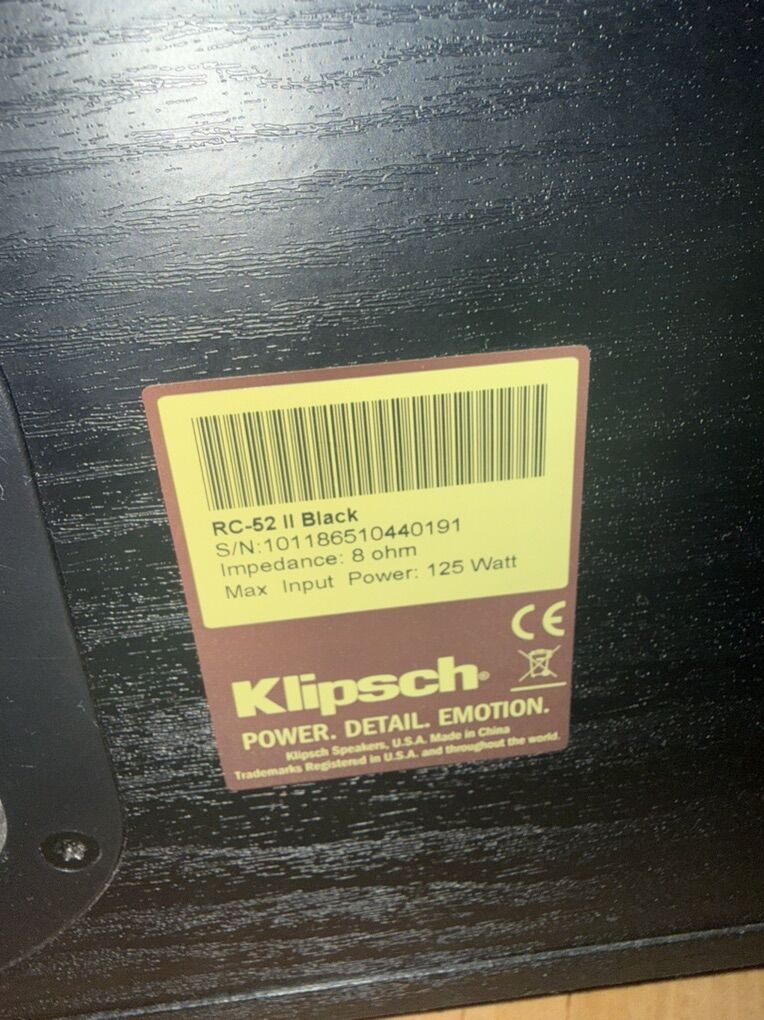 RC-52 II Black
S/N:101186510440191
Impedance: 8 ohm
Max Input Power: 125 Watt
CE
Klipsch®
POWER. DETAIL. EMOTION.
Klipsch Speakers, U.S.A. Made in China
Trademarks Registered in U.S.A. and throughout the world.